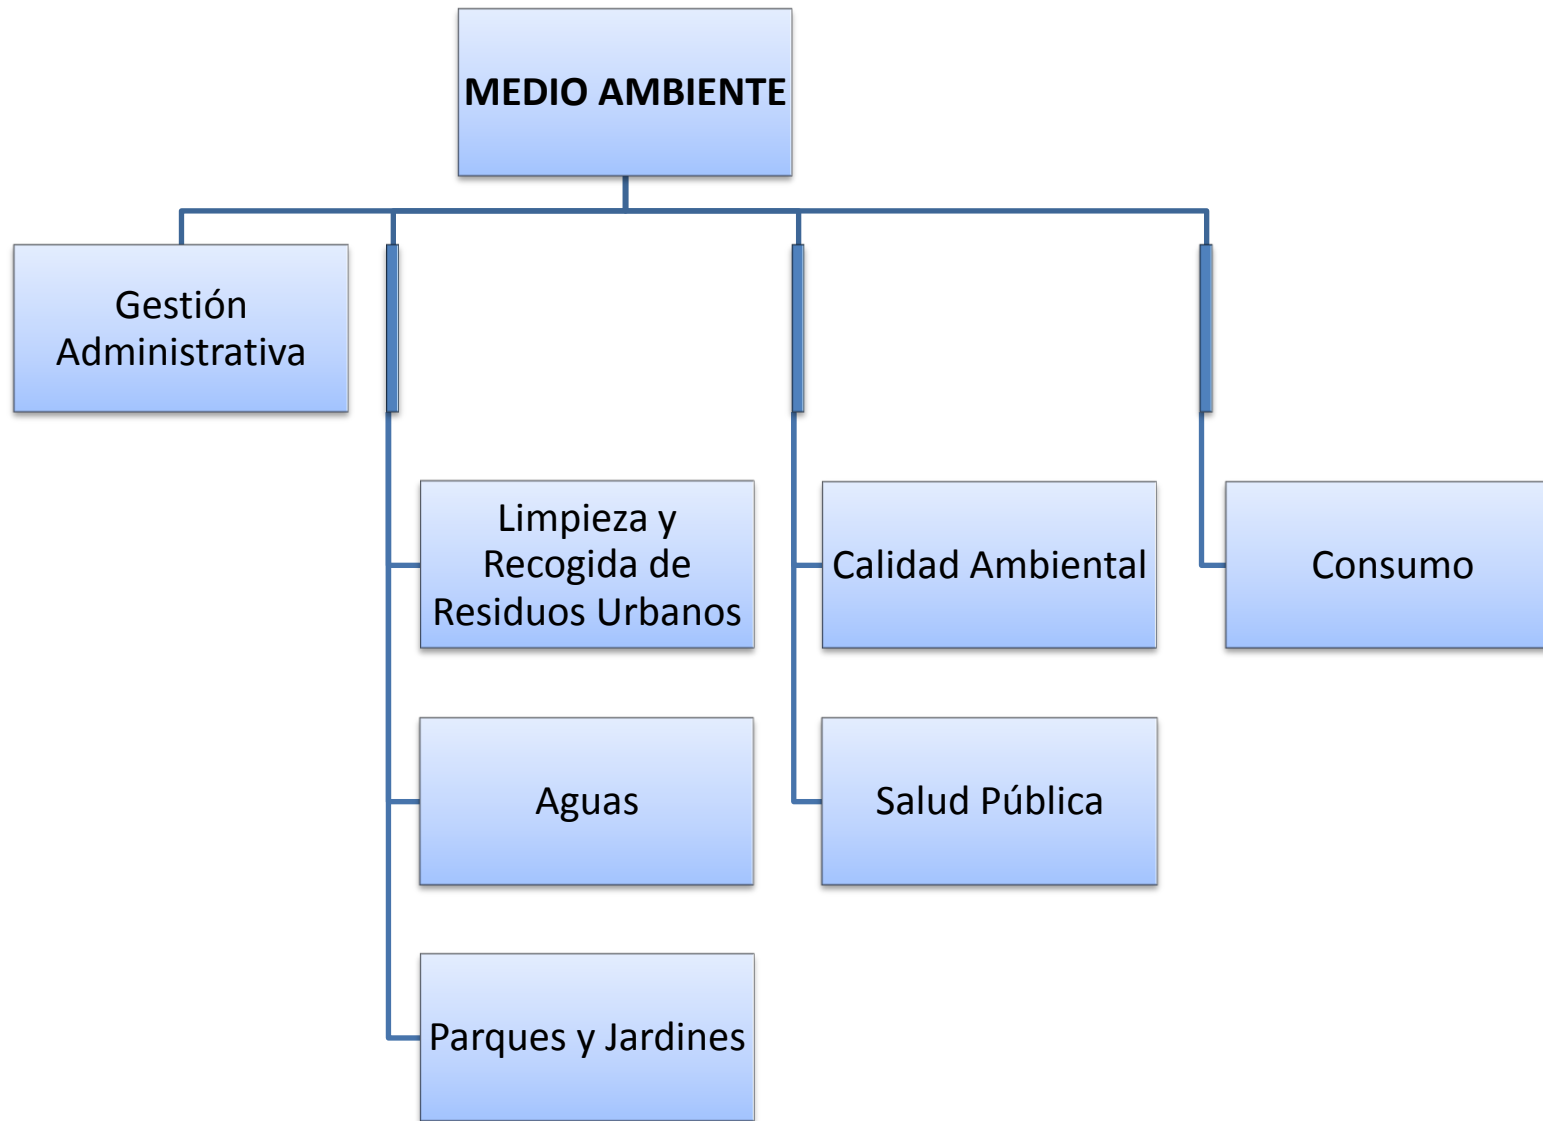 MEDIO AMBIENTE
Gestión
Administrativa
Limpieza y
Recogida de
Residuos Urbanos
Calidad Ambiental
Consumo
Aguas
Salud Pública
Parques y Jardines